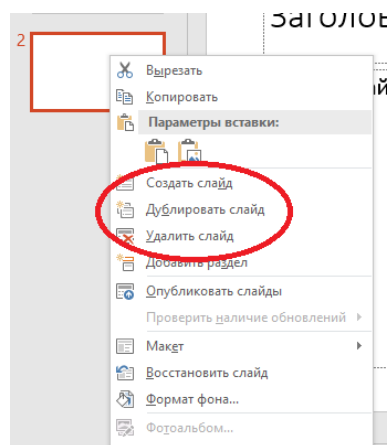 Заголов
2
Вырезать
Копировать
Параметры вставки:
Создать слайд
Дублировать слайд
Удалить слайд
Добавить раздел
Опубликовать слайды
Проверить наличие обновлений
Макет
Восстановить слайд
Формат фона...
Фотоальбом...